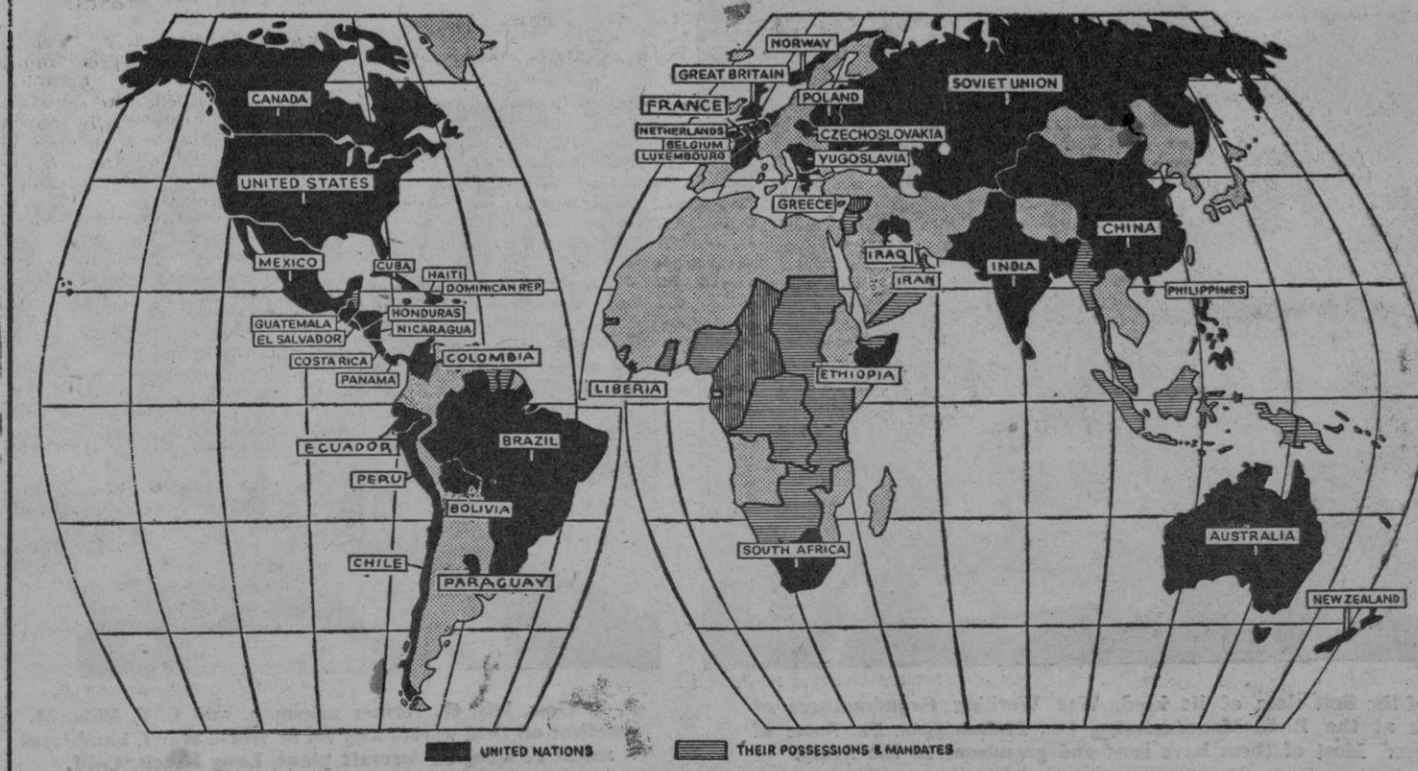 CANADA
UNITED STATES
MEXICO
CUBA
HAITI
DOMINICAN REP
HONDURAS
NICARAGUA
GUATEMALA
EL SALVADOR
COSTA RICA
PANAMA
COLOMBIA
ECUADOR
PERU
BRAZIL
BOLIVIA
CHILE
PARAGUAY
NORWAY
GREAT BRITAIN
FRANCE
POLAND
NETHERLANDS
BELGIUM
LUXEMBOURG
CZECHOSLOVAKIA
YUGOSLAVIA
GREECE
SOVIET UNION
IRAQ
IRAN
INDIA
CHINA
PHILIPPINES
LIBERIA
ETHIOPIA
SOUTH AFRICA
AUSTRALIA
NEW ZEALAND
UNITED NATIONS
THEIR POSSESSIONS & MANDATES